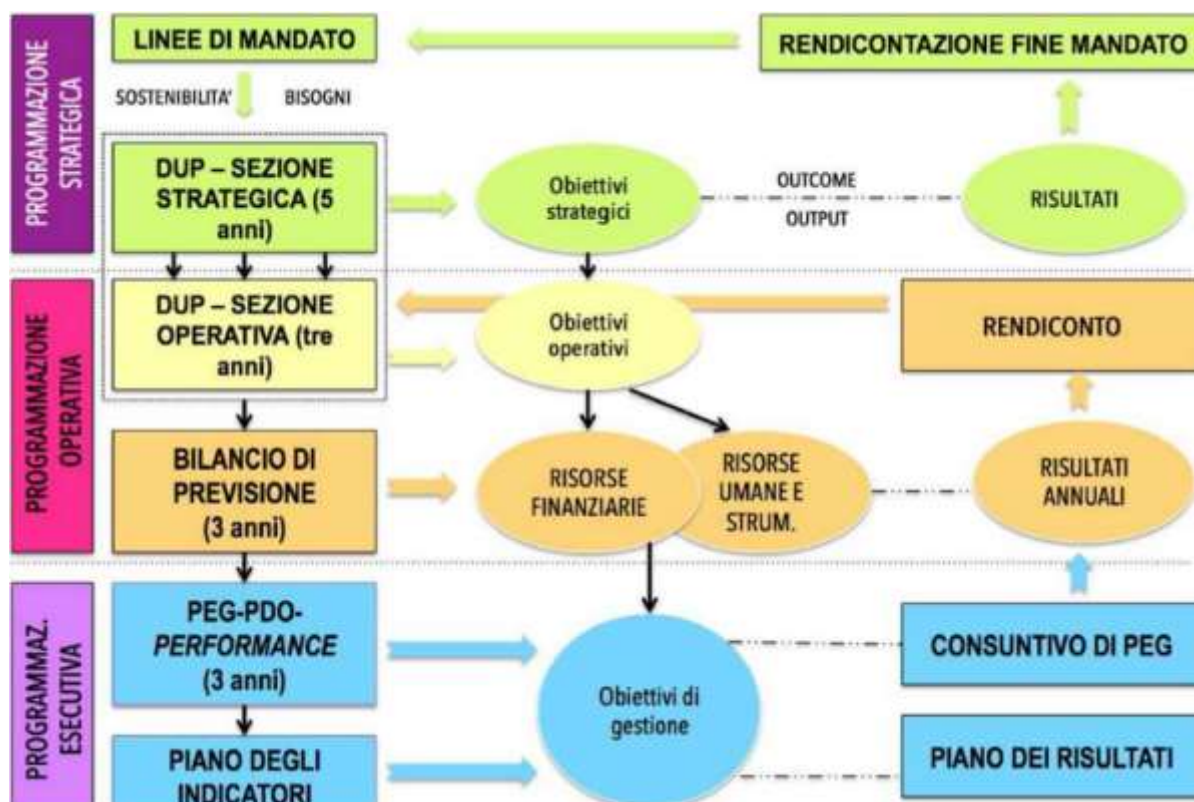 PROGRAMMAZIONE
STRATEGICA
LINEE DI MANDATO
RENDICONTAZIONE FINE MANDATO
SOSTENIBILITA'
BISOGNI
DUP – SEZIONE
STRATEGICA (5
anni)
Obiettivi
strategici
OUTCOME
OUTPUT
RISULTATI
PROGRAMMAZIONE
OPERATIVA
DUP – SEZIONE
OPERATIVA (tre
anni)
Obiettivi
operativi
RENDICONTO
BILANCIO DI
PREVISIONE
(3 anni)
RISORSE
FINANZIARIE
RISORSE
UMANE E
STRUM.
RISULTATI
ANNUALI
PROGRAMMAZ.
ESECUTIVA
PEG-PDO-
PERFORMANCE
(3 anni)
Obiettivi di
gestione
CONSUNTIVO DI PEG
PIANO DEGLI
INDICATORI
PIANO DEI RISULTATI